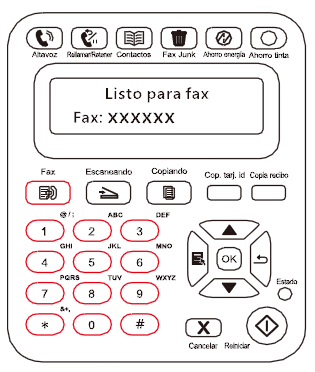 Altavoz Rellamar/Retener Contactos Fax Junk Ahorro energía Ahorro tinta
Listo para fax
Fax: XXXXXX
Fax Escaneando Copiando Cop. tarj. id Copia recibo
@/: ABC DEF
1 2 3
GHI JKL MNO
4 5 6
OK
PQRS TUV WXYZ
7 8 9
Estado
&+,
* 0 #
X
Cancelar Reiniciar